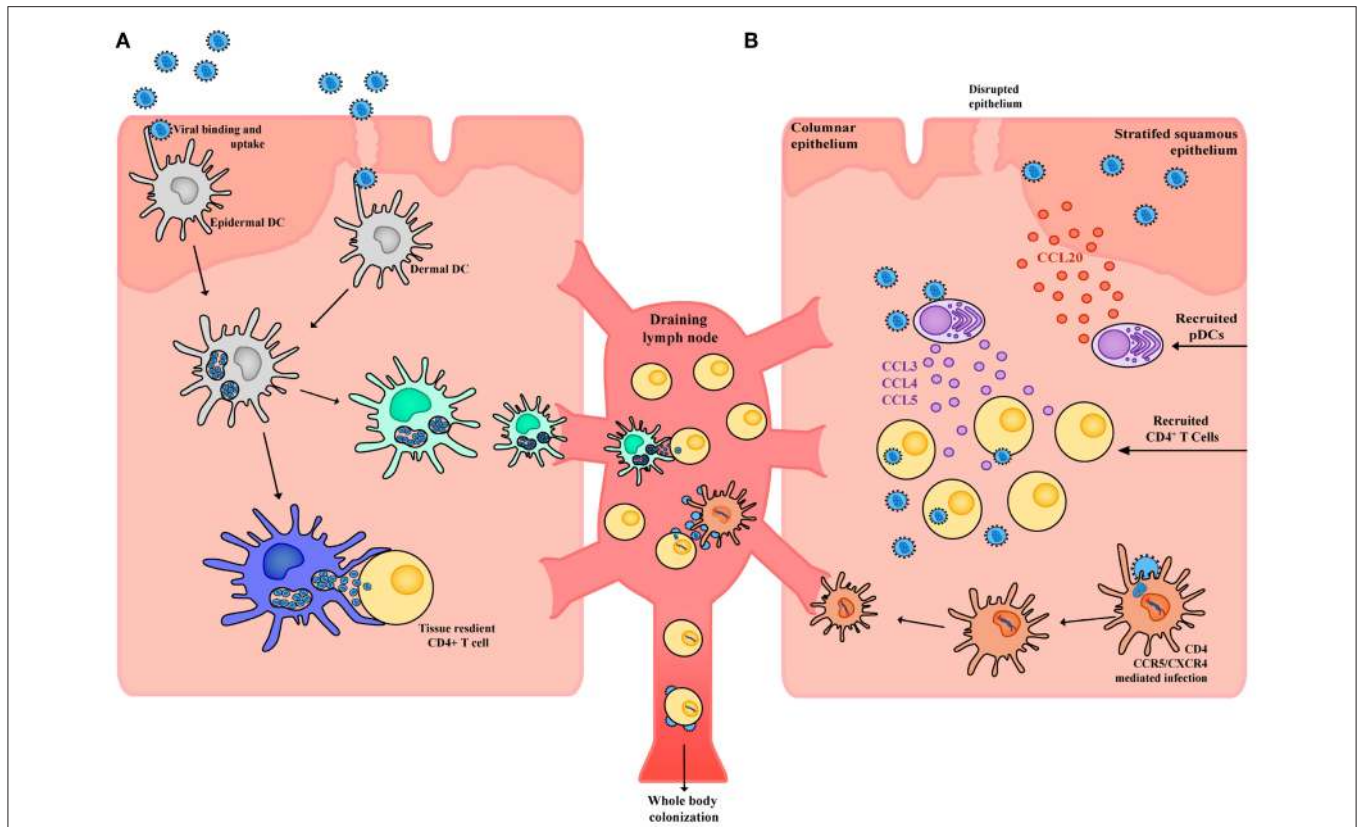 A
Viral binding and
uptake
Epidermal DC
Dermal DC
Tissue resdient
CD4+ T cell
Draining
lymph node
Whole body
colonization
B
Disrupted
epithelium
Columnar
epithelium
Stratifed squamous
epithelium
CCL20
Recruited
pDCs
CCL3
CCL4
CCL5
Recruited
CD4⁺ T Cells
CD4
CCR5/CXCR4
mediated infection